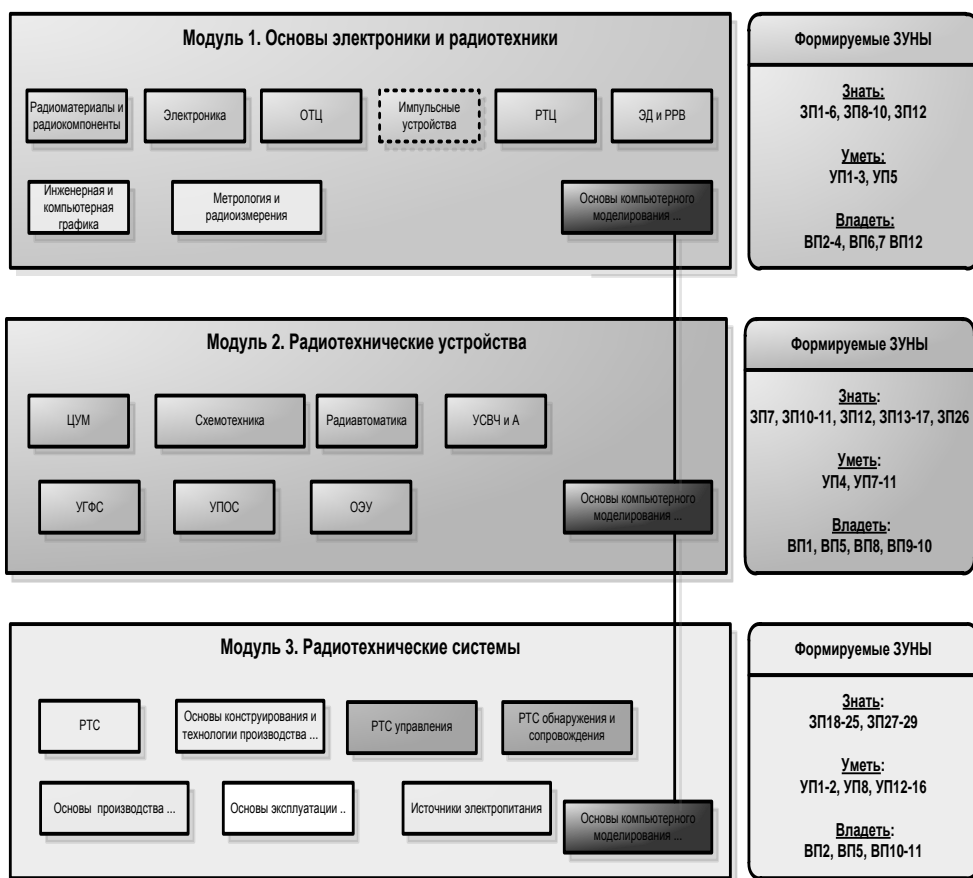 Модуль 1. Основы электроники и радиотехники
Радиоматериалы и
радиокомпоненты
Электроника
ОТЦ
Импульсные
устройства
РТЦ
ЭД и РРВ
Инженерная и
компьютерная
графика
Метрология и
радиоизмерения
Основы компьютерного
моделирования ...
Формируемые ЗУНЫ
Знать:
ЗП1-6, ЗП8-10, ЗП12
Уметь:
УП1-3, УП5
Владеть:
ВП2-4, ВП6,7 ВП12
Модуль 2. Радиотехнические устройства
ЦУМ
Схемотехника
Радиавтоматика
УСВЧ и А
УГФС
УПОС
ОЭУ
Основы компьютерного
моделирования ...
Формируемые ЗУНЫ
Знать:
ЗП7, ЗП10-11, ЗП12, ЗП13-17, ЗП26
Уметь:
УП4, УП7-11
Владеть:
ВП1, ВП5, ВП8, ВП9-10
Модуль 3. Радиотехнические системы
РТС
Основы конструирования и
технологии производства ...
РТС управления
РТС обнаружения и
сопровождения
Основы производства ...
Основы эксплуатации ..
Источники электропитания
Основы компьютерного
моделирования ...
Формируемые ЗУНЫ
Знать:
ЗП18-25, ЗП27-29
Уметь:
УП1-2, УП8, УП12-16
Владеть:
ВП2, ВП5, ВП10-11